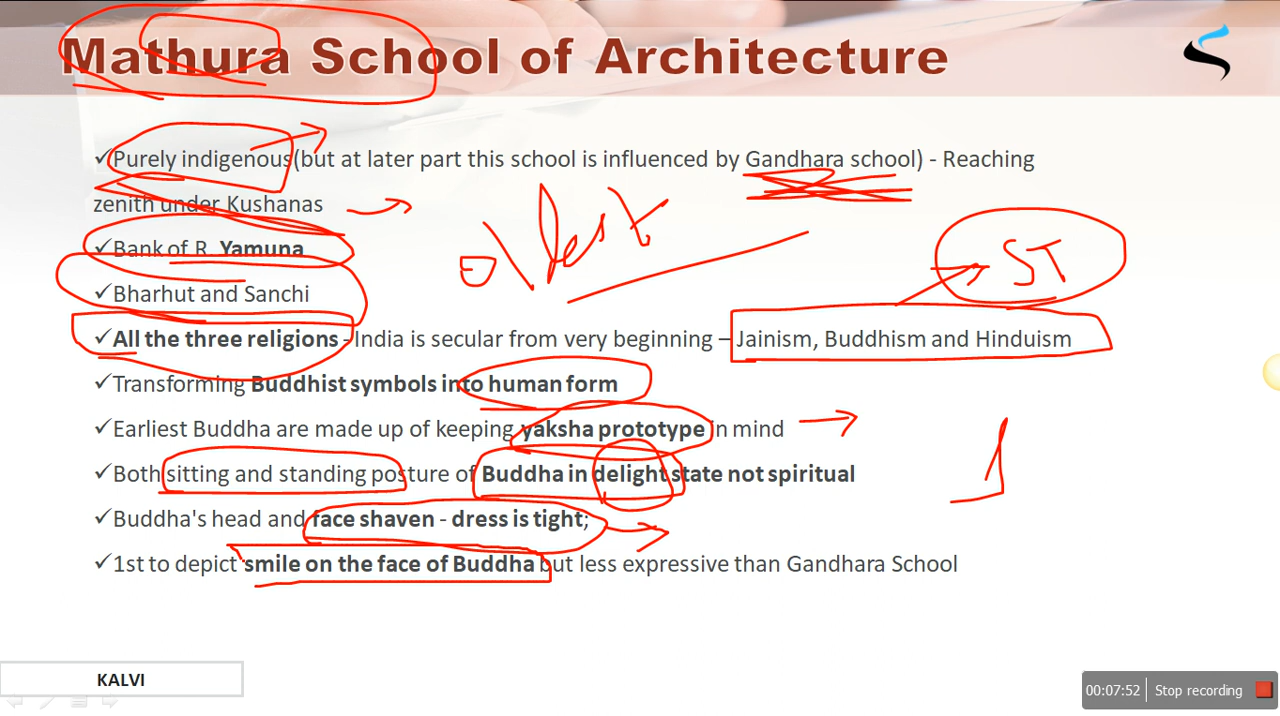 Mathura School of Architecture
✓Purely indigenous(but at later part this school is influenced by Gandhara school) - Reaching
zenith under Kushanas
✓Bank of R. Yamuna
✓Bharhut and Sanchi
✓All the three religions - India is secular from very beginning – Jainism, Buddhism and Hinduism
✓Transforming Buddhist symbols into human form
✓Earliest Buddha are made up of keeping yaksha prototype in mind
✓Both sitting and standing posture of Buddha in delight state not spiritual
✓Buddha's head and face shaven - dress is tight;
✓1st to depict smile on the face of Buddha but less expressive than Gandhara School
ST
1
KALVI
00:07:52 Stop recording